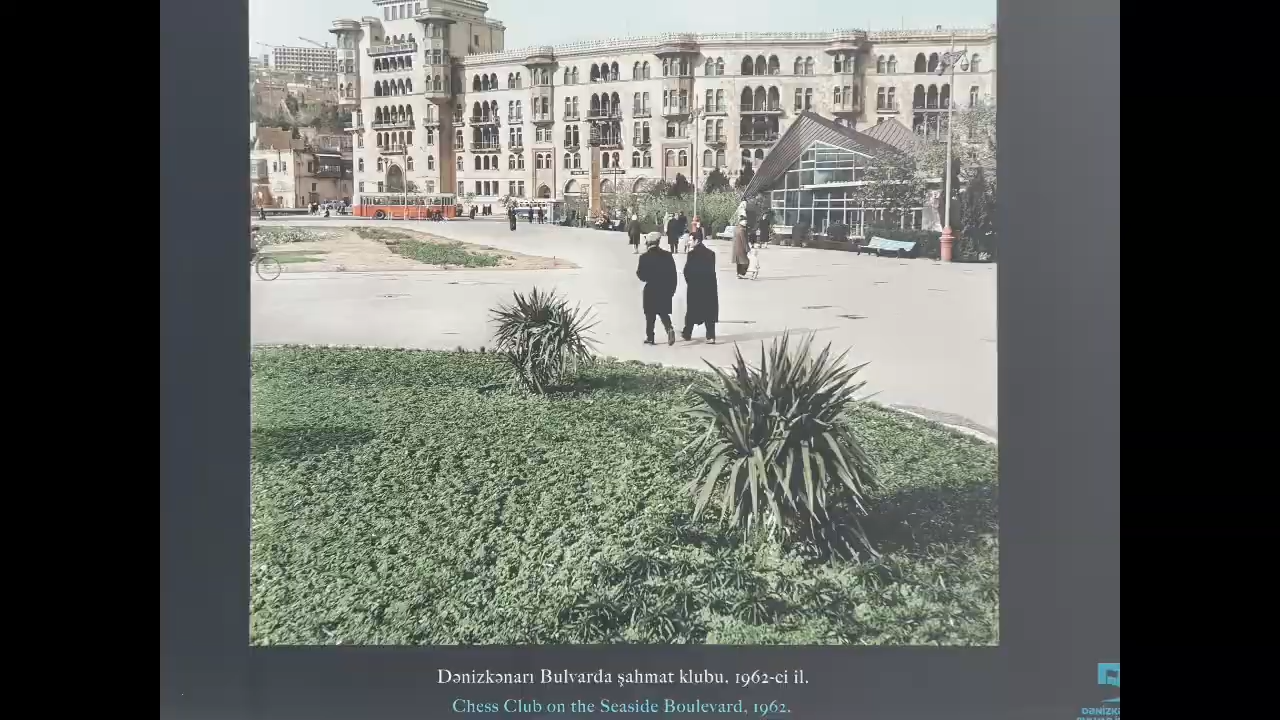 Dənizkənarı Bulvarda şahmat klubu, 1962-ci il.
Chess Club on the Seaside Boulevard, 1962.